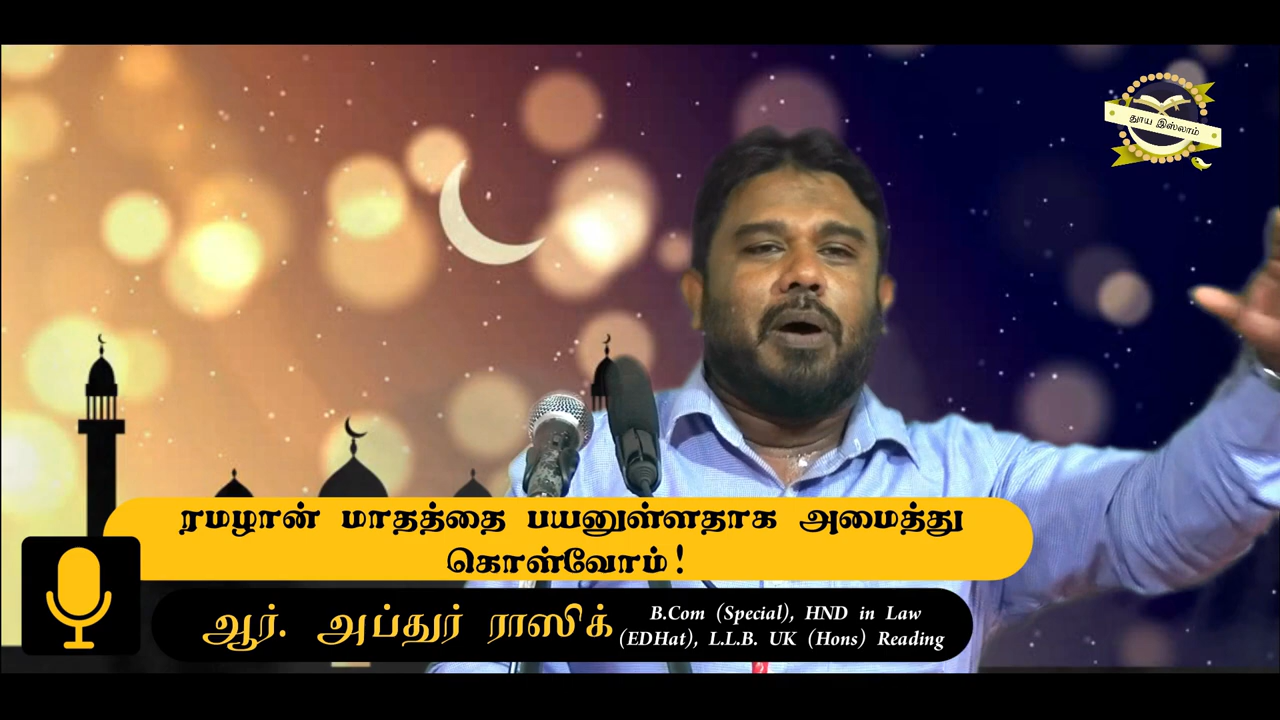 தூய இஸ்லாம்
ரமழான் மாதத்தை பயனுள்ளதாக அமைத்து
கொள்வோம்!
ஆர். அப்துர் ராஸிக்
B.Com (Special), HND in Law
(EDHat), L.L.B. UK (Hons) Reading